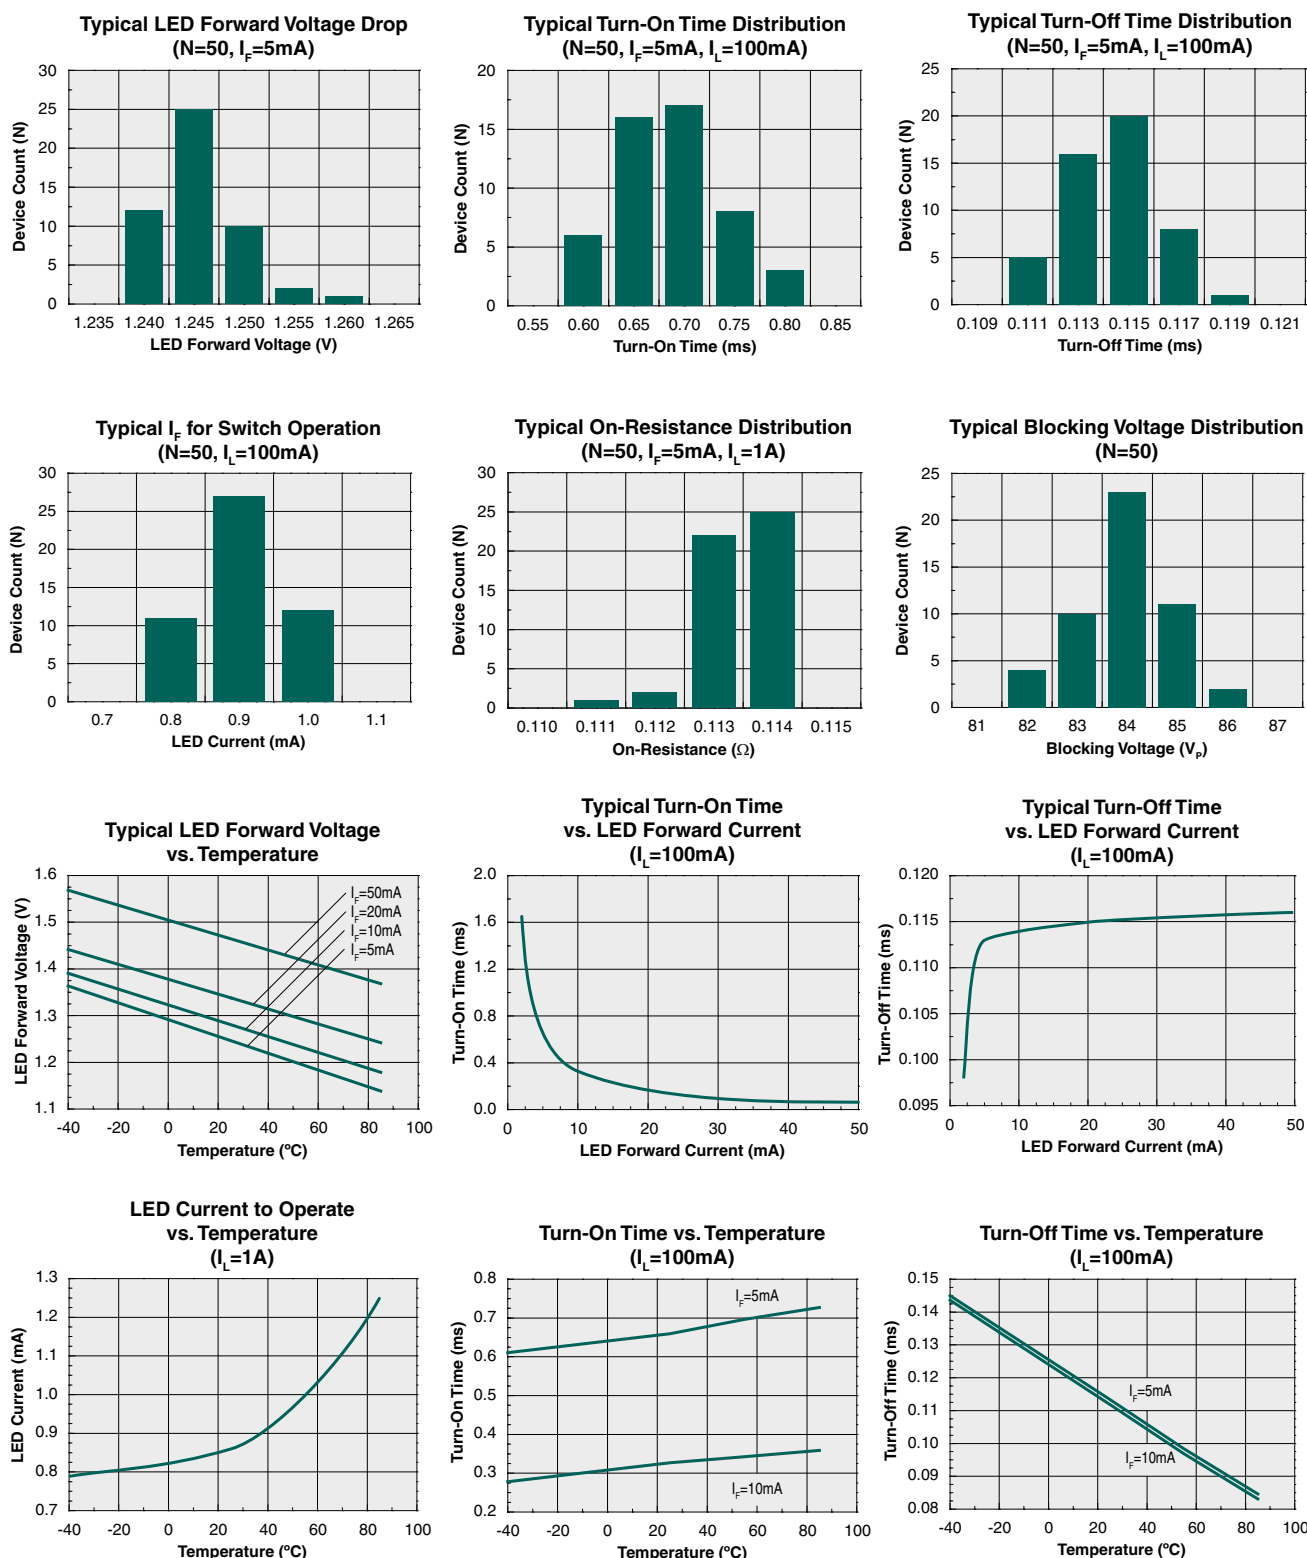 Typical LED Forward Voltage Drop
(N=50, IF=5mA)
30
25
20
15
10
5
0
Device Count (N)
1.235 1.240 1.245 1.250 1.255 1.260 1.265
LED Forward Voltage (V)
Typical Turn-On Time Distribution
(N=50, IF=5mA, IL=100mA)
20
15
10
5
0
Device Count (N)
0.55 0.60 0.65 0.70 0.75 0.80 0.85
Turn-On Time (ms)
Typical Turn-Off Time Distribution
(N=50, IF=5mA, IL=100mA)
25
20
15
10
5
0
Device Count (N)
0.109 0.111 0.113 0.115 0.117 0.119 0.121
Turn-Off Time (ms)
Typical IF for Switch Operation
(N=50, IL=100mA)
30
25
20
15
10
5
0
Device Count (N)
0.7 0.8 0.9 1.0 1.1
LED Current (mA)
Typical On-Resistance Distribution
(N=50, IF=5mA, IL=1A)
30
25
20
15
10
5
0
Device Count (N)
0.110 0.111 0.112 0.113 0.114 0.115
On-Resistance (Ω)
Typical Blocking Voltage Distribution
(N=50)
25
20
15
10
5
0
Device Count (N)
81 82 83 84 85 86 87
Blocking Voltage (VP)
Typical LED Forward Voltage
vs. Temperature
1.6
1.5
1.4
1.3
1.2
1.1
LED Forward Voltage (V)
IF=50mA
IF=20mA
IF=10mA
IF=5mA
-40 -20 0 20 40 60 80 100
Temperature (ºC)
Typical Turn-On Time
vs. LED Forward Current
(IL=100mA)
2.0
1.6
1.2
0.8
0.4
0.0
Turn-On Time (ms)
0 10 20 30 40 50
LED Forward Current (mA)
Typical Turn-Off Time
vs. LED Forward Current
(IL=100mA)
0.120
0.115
0.110
0.105
0.100
0.095
Turn-Off Time (ms)
0 10 20 30 40 50
LED Forward Current (mA)
LED Current to Operate
vs. Temperature
(IL=1A)
1.3
1.2
1.1
1.0
0.9
0.8
0.7
LED Current (mA)
-40 -20 0 20 40 60 80 100
Temperature (ºC)
Turn-On Time vs. Temperature
(IL=100mA)
0.8
0.7
0.6
0.5
0.4
0.3
0.2
Turn-On Time (ms)
IF=5mA
IF=10mA
-40 -20 0 20 40 60 80 100
Temperature (ºC)
Turn-Off Time vs. Temperature
(IL=100mA)
0.15
0.14
0.13
0.12
0.11
0.10
0.09
0.08
Turn-Off Time (ms)
IF=5mA
IF=10mA
-40 -20 0 20 40 60 80 100
Temperature (ºC)